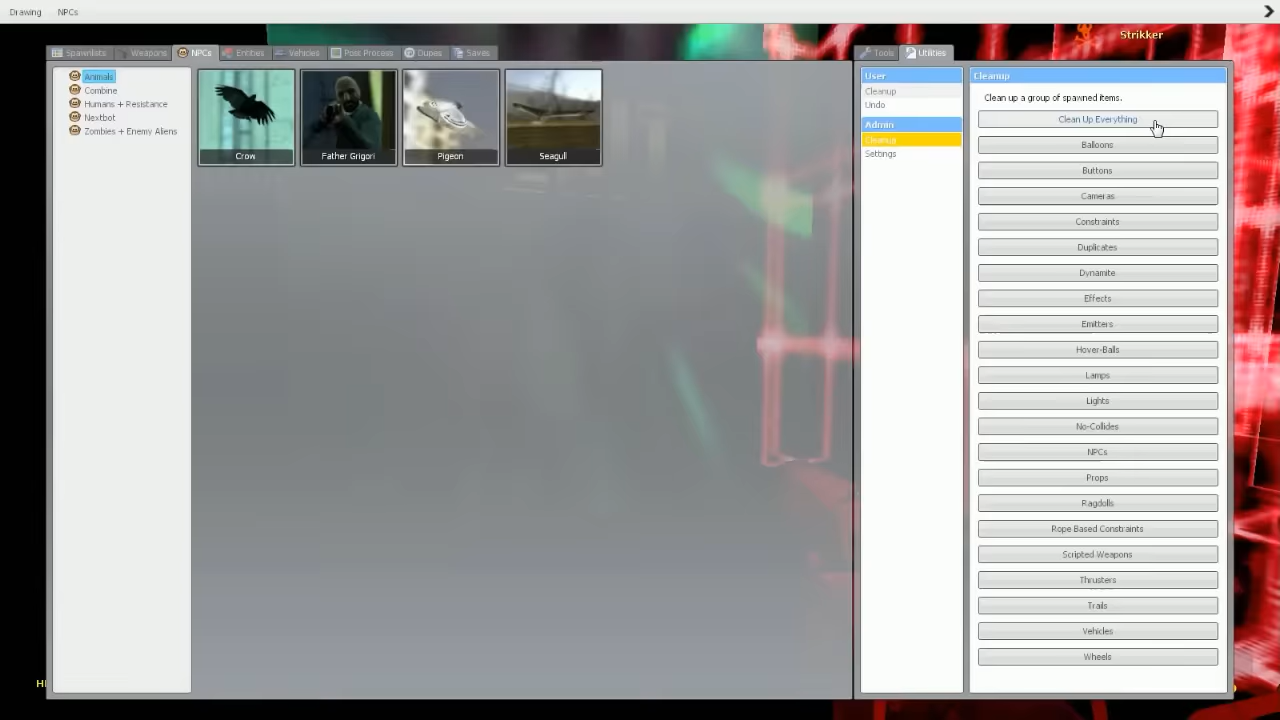 Drawing NPCs
Strikker
Spawnlists Weapons NPCs Entities Vehicles Post Process Dupes Saves
Tools Utilities
Animals
Combine
Humans + Resistance
Nextbot
Zombies + Enemy Aliens
Crow
Father Grigori
Pigeon
Seagull
User
Cleanup
Undo
Admin
Cleanup
Settings
Cleanup
Clean up a group of spawned items.
Clean Up Everything
Balloons
Buttons
Cameras
Constraints
Duplicates
Dynamite
Effects
Emitters
Hover-Balls
Lamps
Lights
No-Collides
NPCs
Props
Ragdolls
Rope Based Constraints
Scripted Weapons
Thrusters
Trails
Vehicles
Wheels